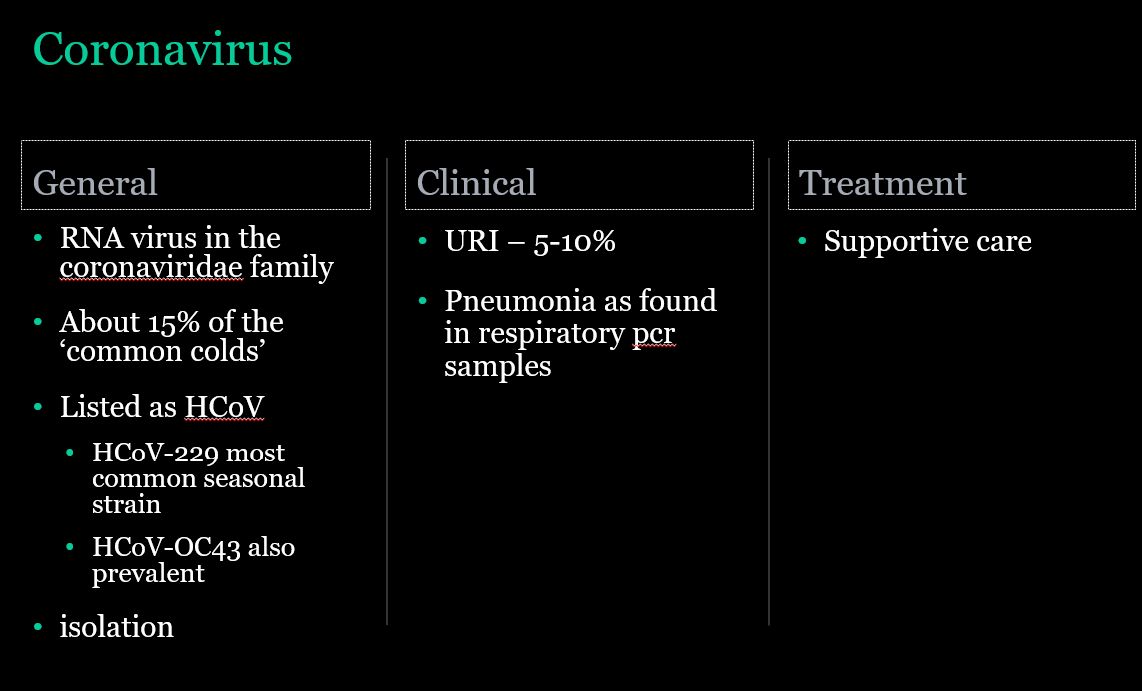 Coronavirus
General
• RNA virus in the
coronaviridae family
• About 15% of the
‘common colds’
• Listed as HCoV
• HCoV-229 most
common seasonal
strain
• HCoV-OC43 also
prevalent
• isolation
Clinical
• URI – 5-10%
• Pneumonia as found
in respiratory pcr
samples
Treatment
• Supportive care